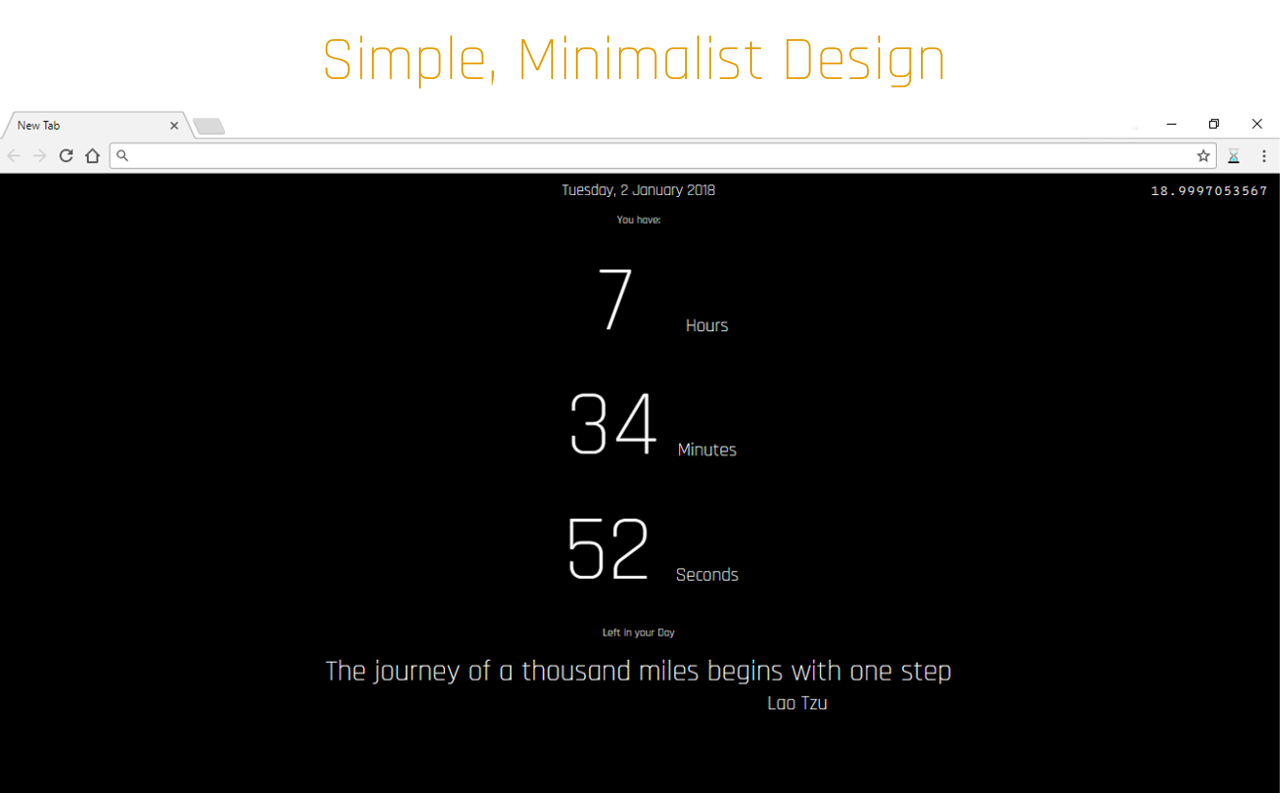 Simple, Minimalist Design
New Tab
Tuesday, 2 January 2018
18.9997053567
You have:
7 Hours
34 Minutes
52 Seconds
Left in your Day
The journey of a thousand miles begins with one step
Lao Tzu